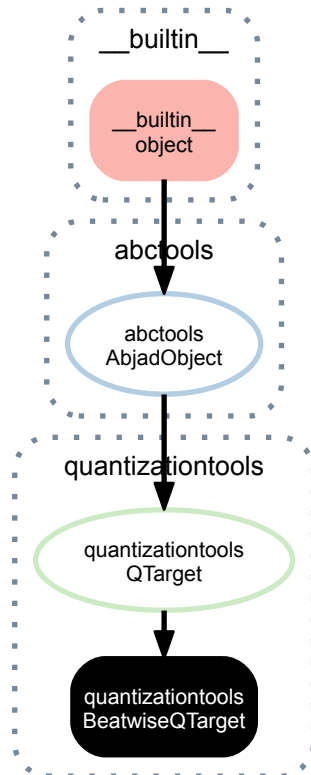 __builtin__
__builtin__
object
abctools
abctools
AbjadObject
quantizationtools
quantizationtools
QTarget
quantizationtools
BeatwiseQTarget